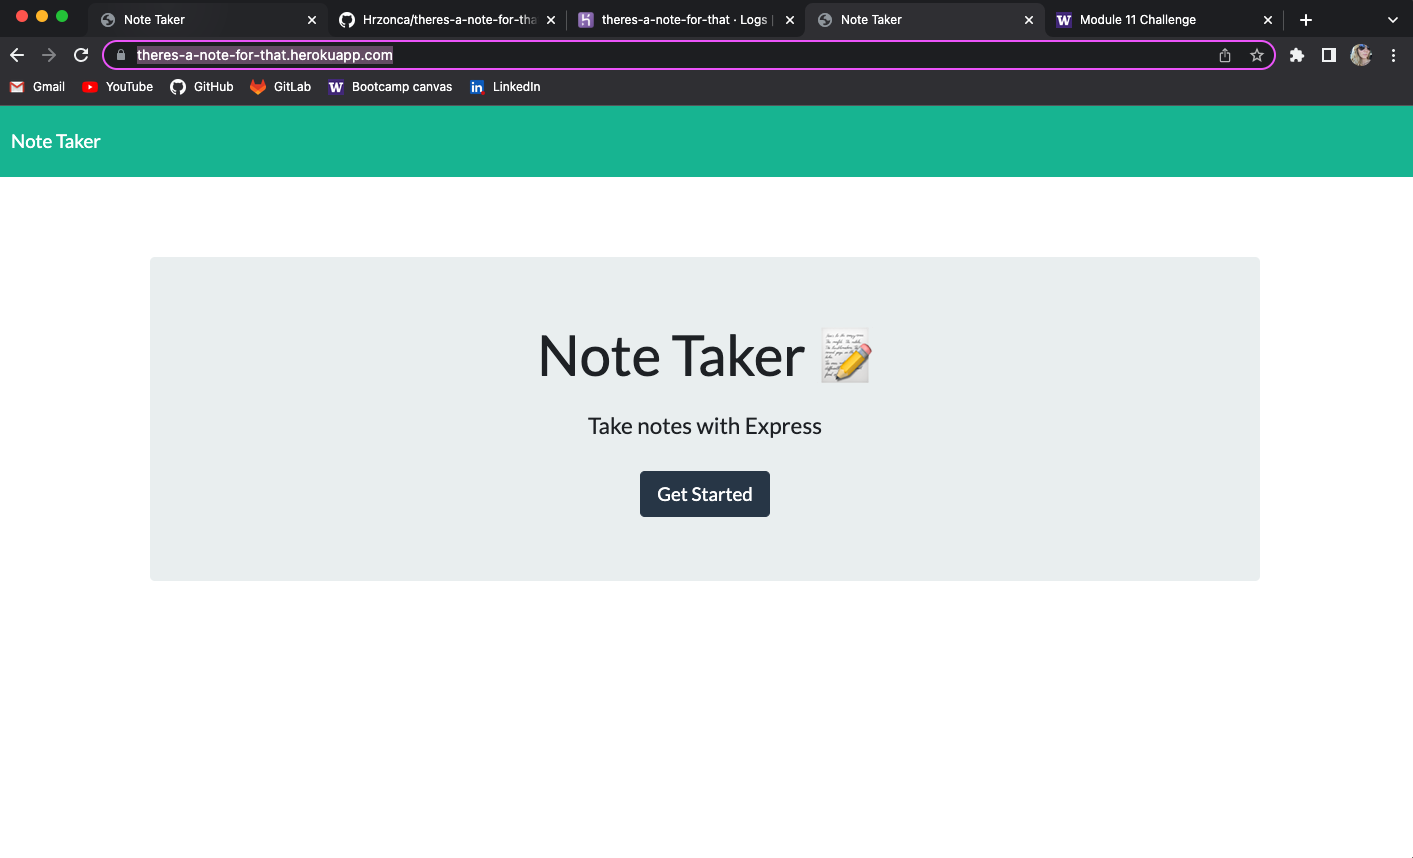 Note Taker
Hrzonca/theres-a-note-for-tha
theres-a-note-for-that · Logs |
Note Taker
Module 11 Challenge
theres-a-note-for-that.herokuapp.com
Gmail
YouTube
GitHub
GitLab
W Bootcamp canvas
in LinkedIn
Note Taker
Note Taker
Take notes with Express
Get Started